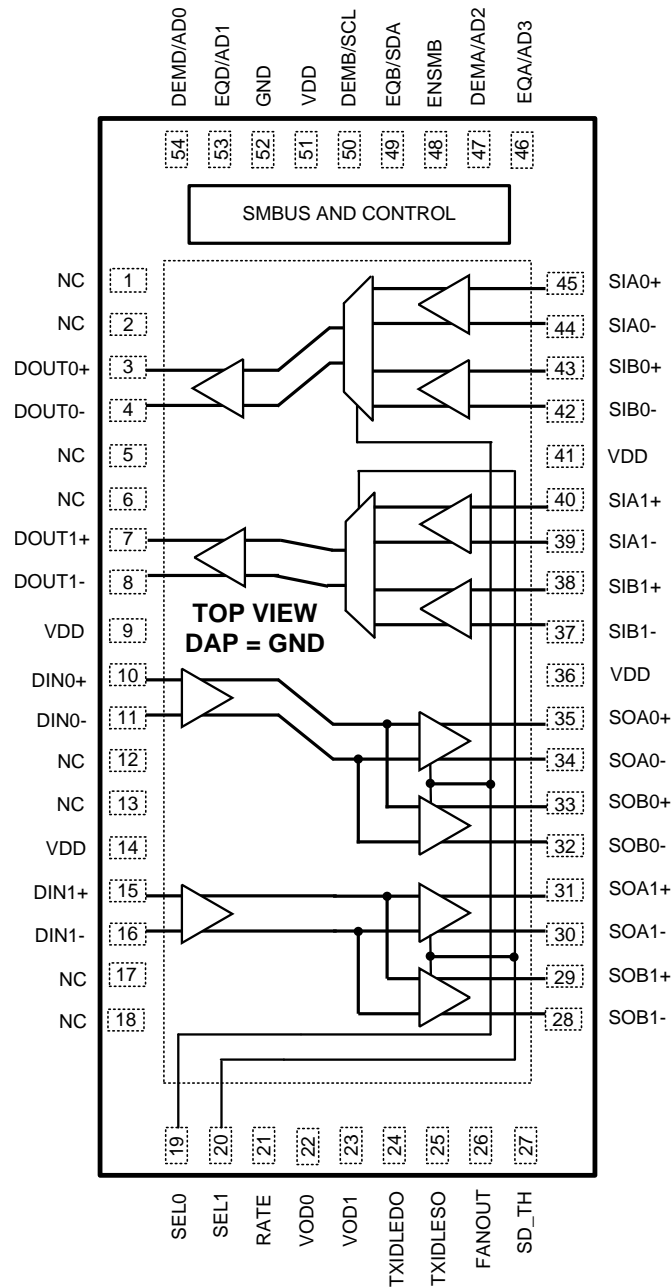 DEMD/AD0
EQD/AD1
GND
VDD
DEMB/SCL
EQB/SDA
ENSMB
DEMA/AD2
EQA/AD3
54
53
52
51
50
49
48
47
46
SMBUS AND CONTROL
NC 1
45 SIA0+
NC 2
44 SIA0-
DOUT0+ 3
43 SIB0+
DOUT0- 4
42 SIB0-
NC 5
41 VDD
NC 6
40 SIA1+
DOUT1+ 7
39 SIA1-
DOUT1- 8
38 SIB1+
TOP VIEW
DAP = GND
VDD 9
37 SIB1-
DIN0+ 10
36 VDD
DIN0- 11
35 SOA0+
NC 12
34 SOA0-
NC 13
33 SOB0+
VDD 14
32 SOB0-
DIN1+ 15
31 SOA1+
DIN1- 16
30 SOA1-
NC 17
29 SOB1+
NC 18
28 SOB1-
19
20
21
22
23
24
25
26
27
SEL0
SEL1
RATE
VOD0
VOD1
TXIDLEDO
TXIDLESO
FANOUT
SD_TH